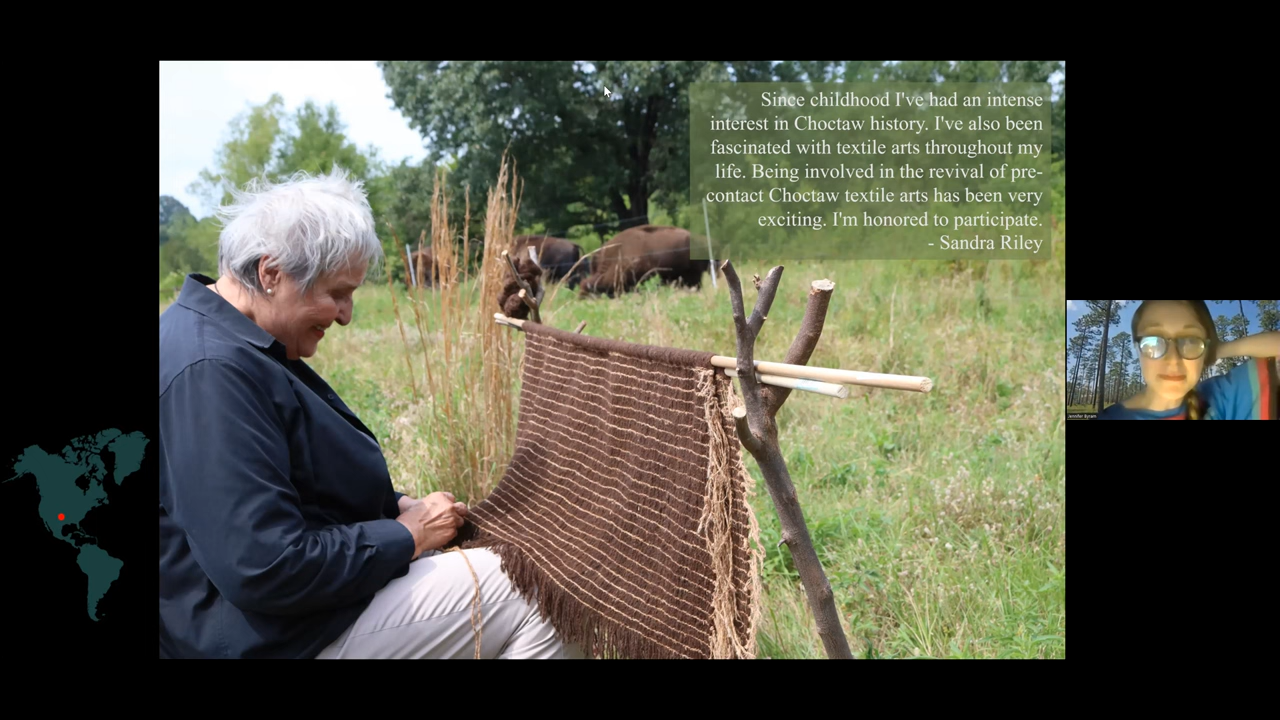 Since childhood I've had an intense
interest in Choctaw history. I've also been
fascinated with textile arts throughout my
life. Being involved in the revival of pre-
contact Choctaw textile arts has been very
exciting. I'm honored to participate.
- Sandra Riley
Jennifer Byram